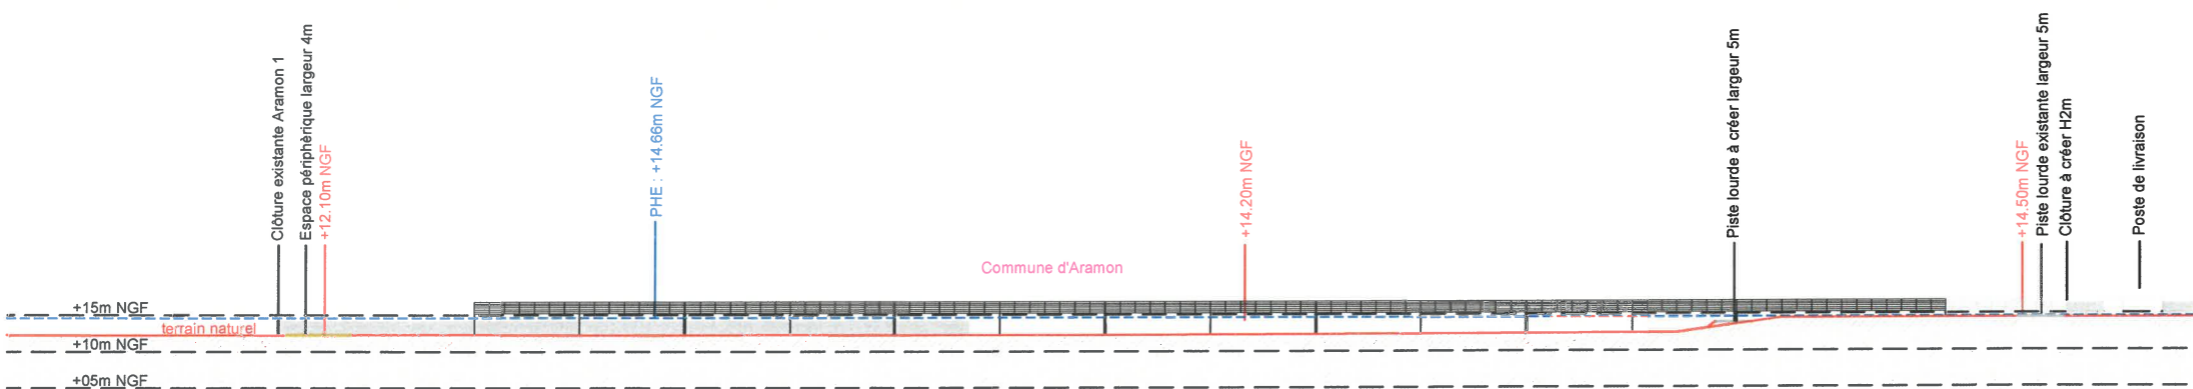 Clôture existante Aramon 1
Espace périphèrique largeur 4m
+12.10m NGF
PHE : +14.66m NGF
+14.20m NGF
Piste lourde à créer largeur 5m
+14.50m NGF
Piste lourde existante largeur 5m
Clôture à créer H2m
Poste de livraison
Commune d'Aramon
+15m NGF
terrain naturel
+10m NGF
+05m NGF